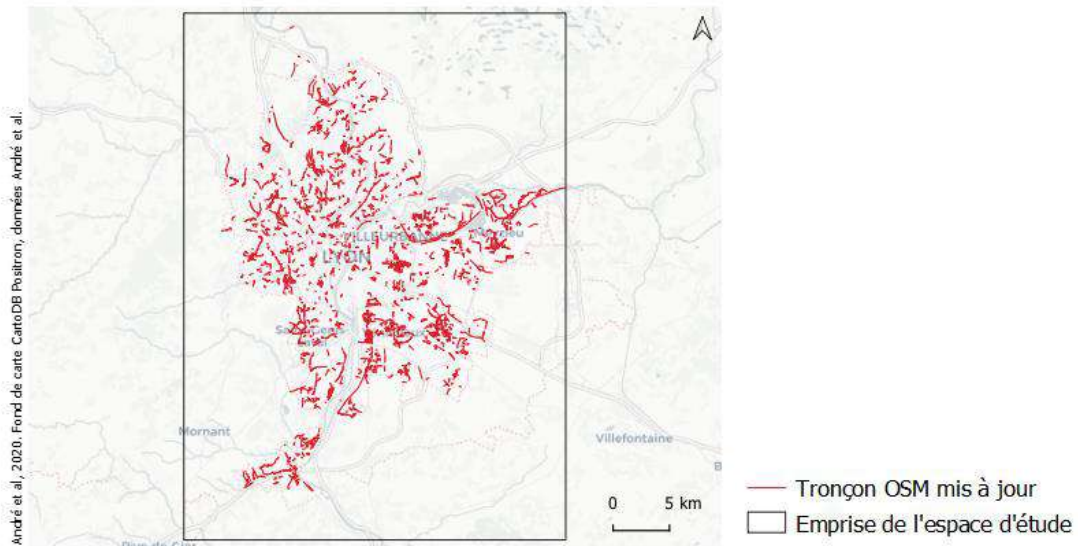 André et al, 2020. Fond de carte CartoDB Positron, données André et al.
VILLEURBANNE
LYON
Mornant
Villefontaine
0 5 km
Tronçon OSM mis à jour
Emprise de l'espace d'étude